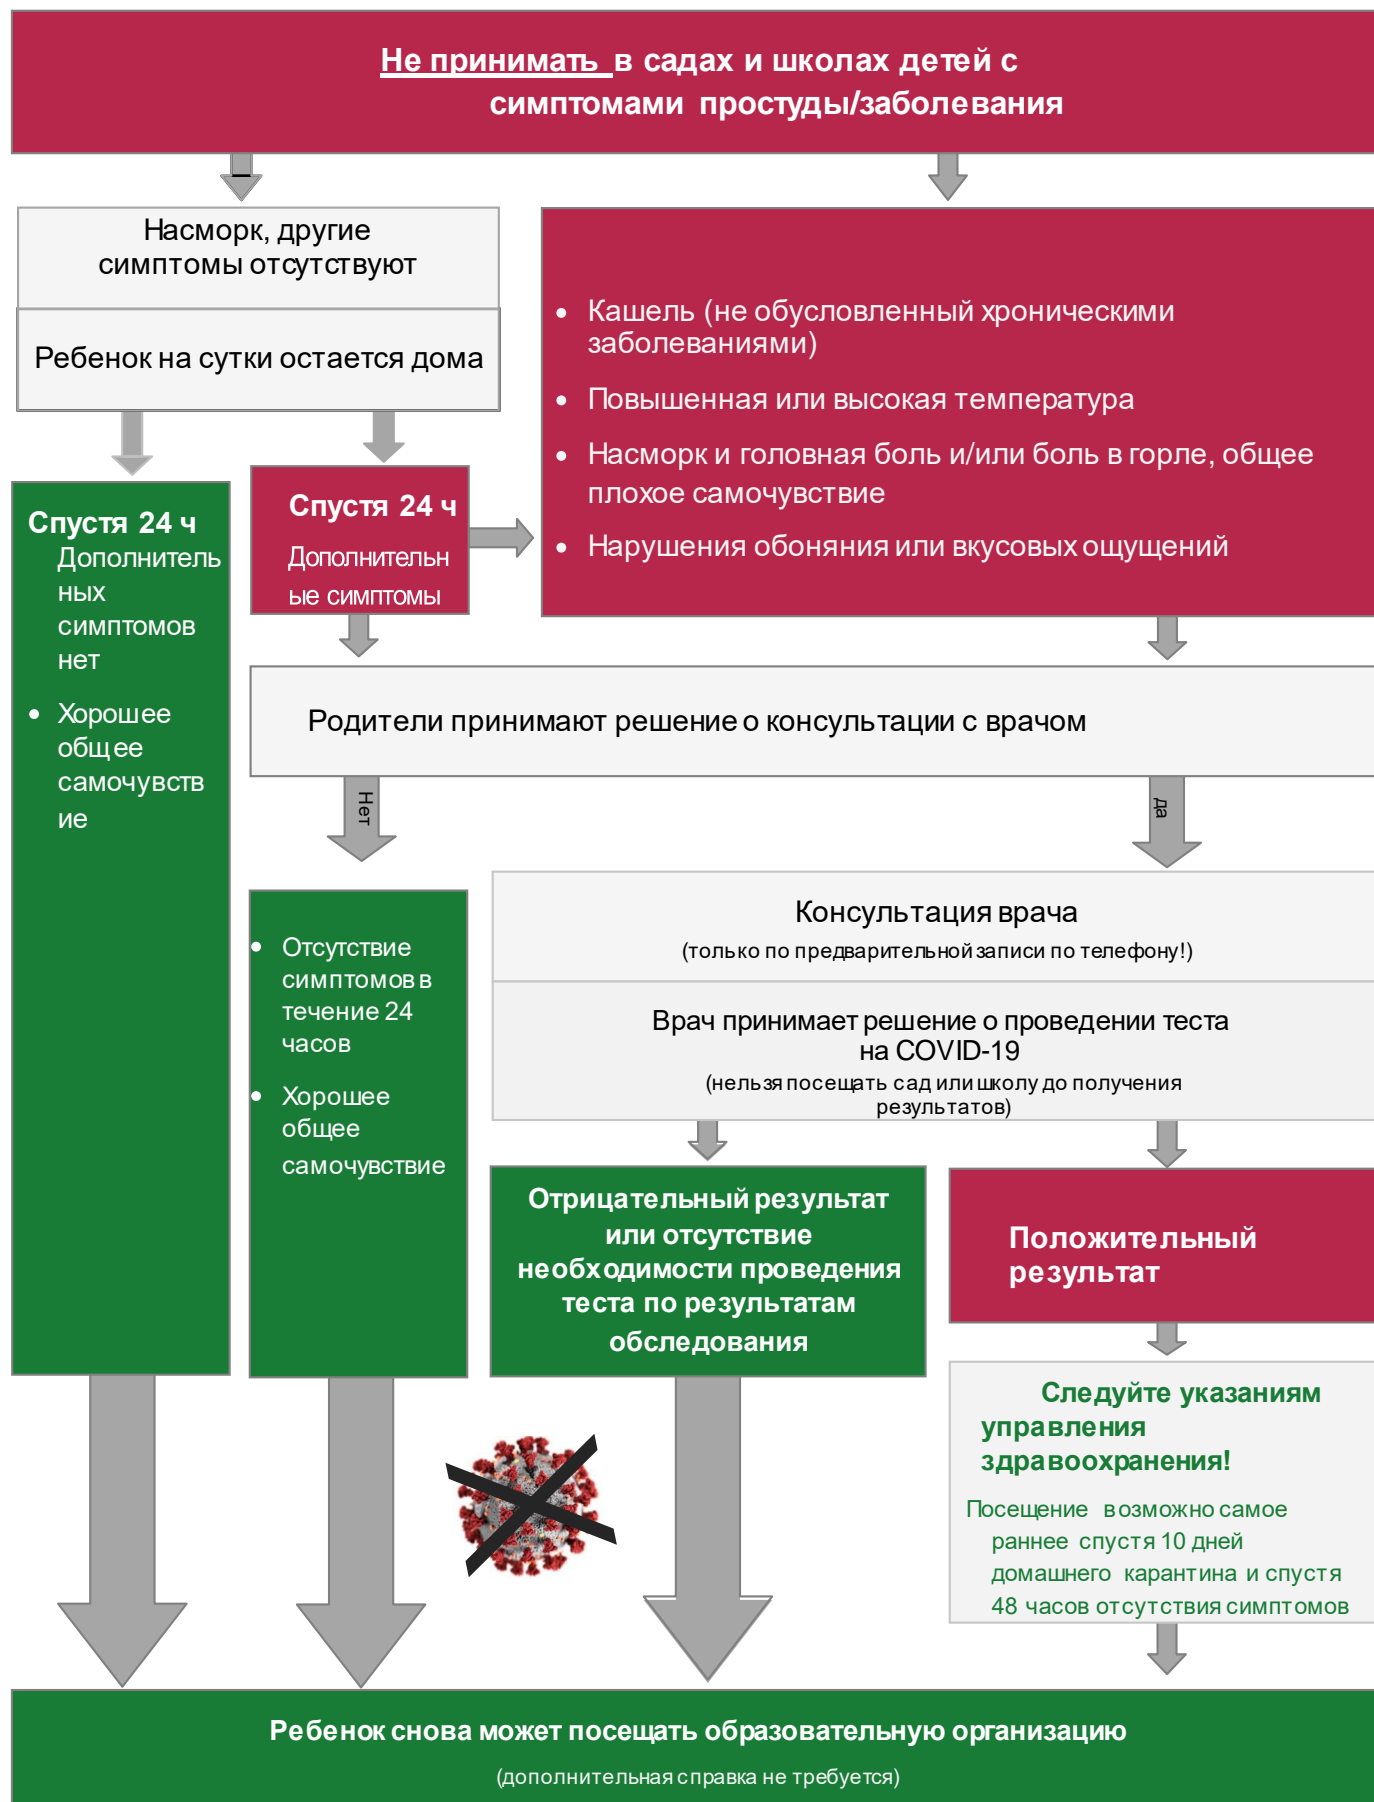 Не принимать в садах и школах детей с
симптомами простуды/заболевания
Насморк, другие
симптомы отсутствуют
Ребенок на сутки остается дома
• Кашель (не обусловленный хроническими
заболеваниями)
• Повышенная или высокая температура
• Насморк и головная боль и/или боль в горле, общее
плохое самочувствие
• Нарушения обоняния или вкусовых ощущений
Спустя 24 ч
Дополнитель
ных
симптомов
нет
• Хорошее
общее
самочувств
ие
Спустя 24 ч
Дополнительн
ые симптомы
Родители принимают решение о консультации с врачом
Нет
да
• Отсутствие
симптомов в
течение 24
часов
• Хорошее
общее
самочувствие
Консультация врача
(только по предварительной записи по телефону!)
Врач принимает решение о проведении теста
на COVID-19
(нельзя посещать сад или школу до получения
результатов)
Отрицательный результат
или отсутствие
необходимости проведения
теста по результатам
обследования
Положительный
результат
Следуйте указаниям
управления
здравоохранения!
Посещение возможно самое
раннее спустя 10 дней
домашнего карантина и спустя
48 часов отсутствия симптомов
Ребенок снова может посещать образовательную организацию
(дополнительная справка не требуется)